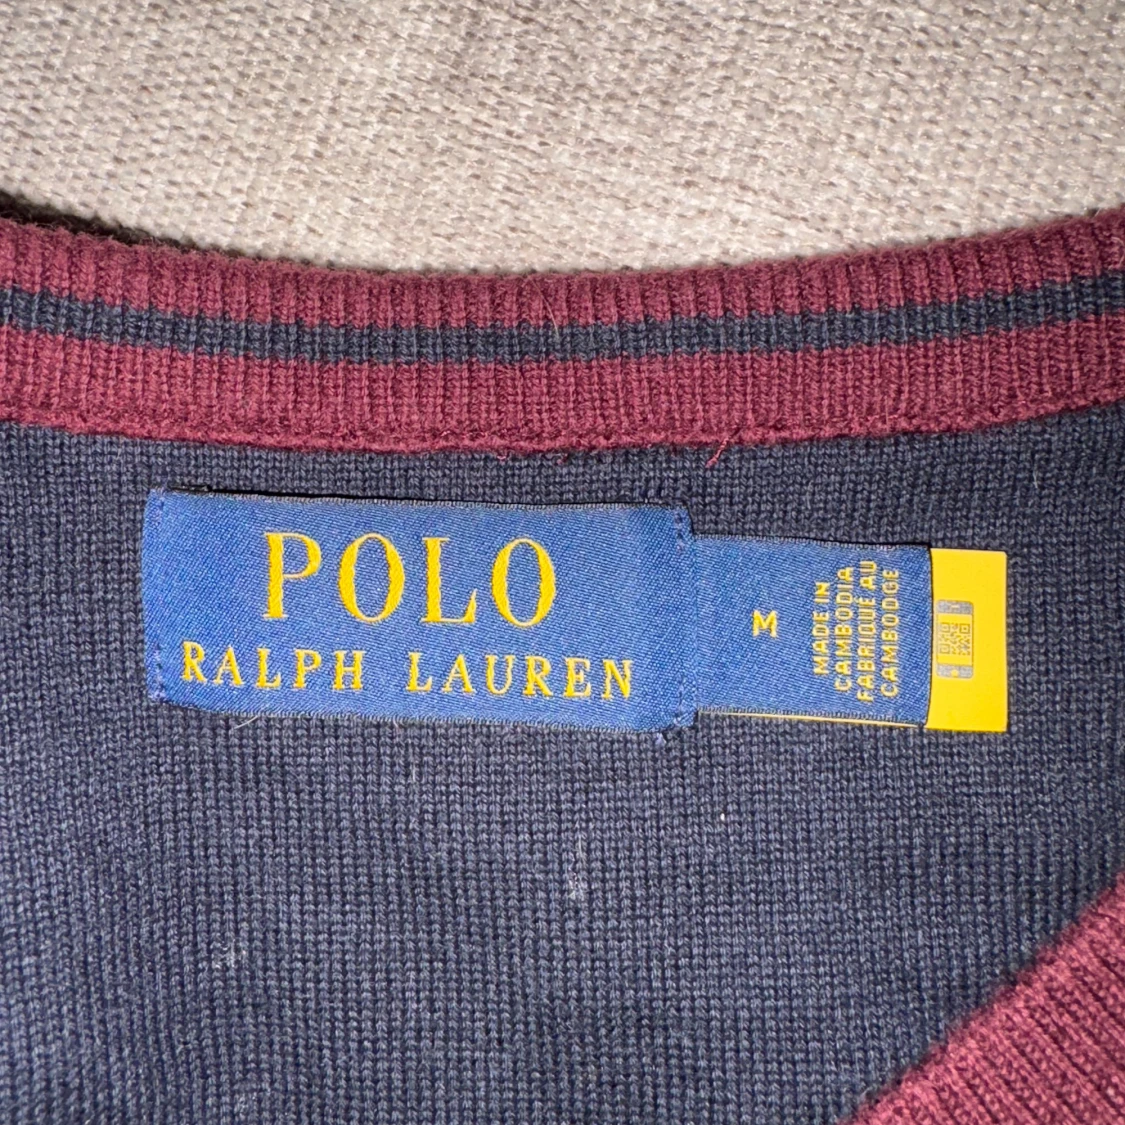 POLO
RALPH LAUREN
M
MADE IN
CAMBODIA
FABRIQUÉ AU
CAMBODGE